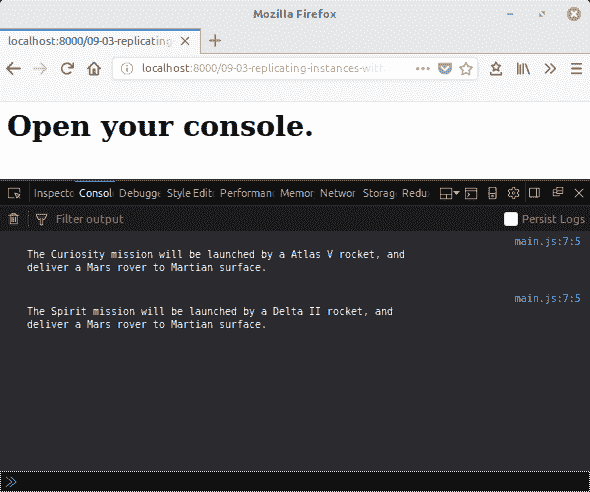 Mozilla Firefox
localhost:8000/09-03-replicating
localhost:8000/09-03-replicating-instances-with
Open your console.
Inspecto Consol Debugge Style Edit Performan Memor Networ Storag Redu
Filter output
Persist Logs
main.js:7:5
The Curiosity mission will be launched by a Atlas V rocket, and
deliver a Mars rover to Martian surface.
main.js:7:5
The Spirit mission will be launched by a Delta II rocket, and
deliver a Mars rover to Martian surface.